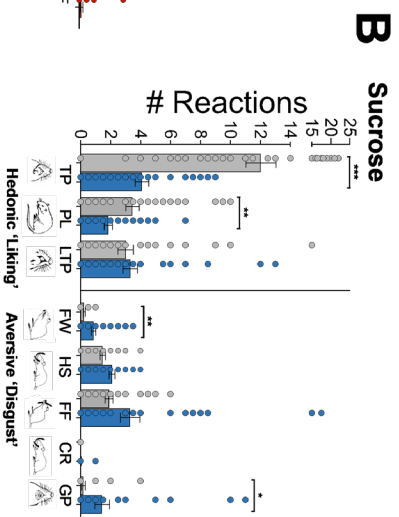 B
Sucrose
# Reactions
0 2 4 6 8 10 12 14 15 20 25
*** ** ** *
TP PL LTP FW HS FF CR GP
Hedonic 'Liking' Aversive 'Disgust'